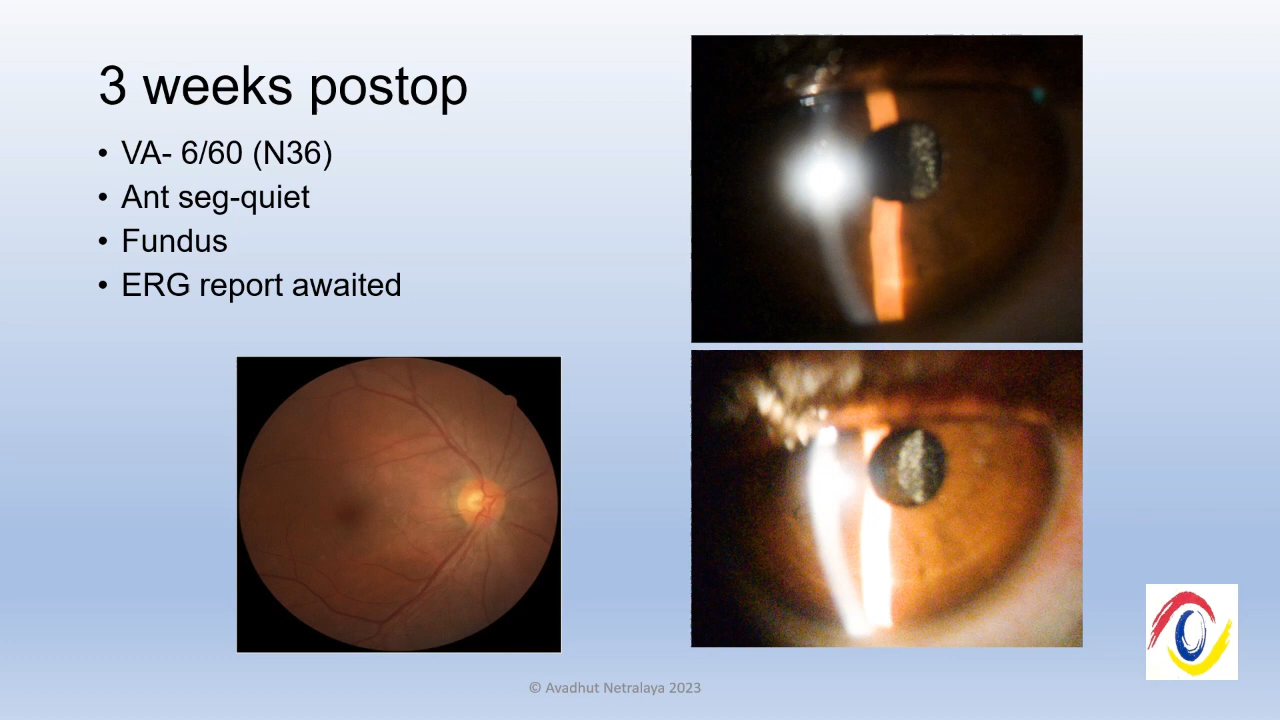 3 weeks postop
• VA- 6/60 (N36)
• Ant seg-quiet
• Fundus
• ERG report awaited
© Avadhut Netralaya 2023